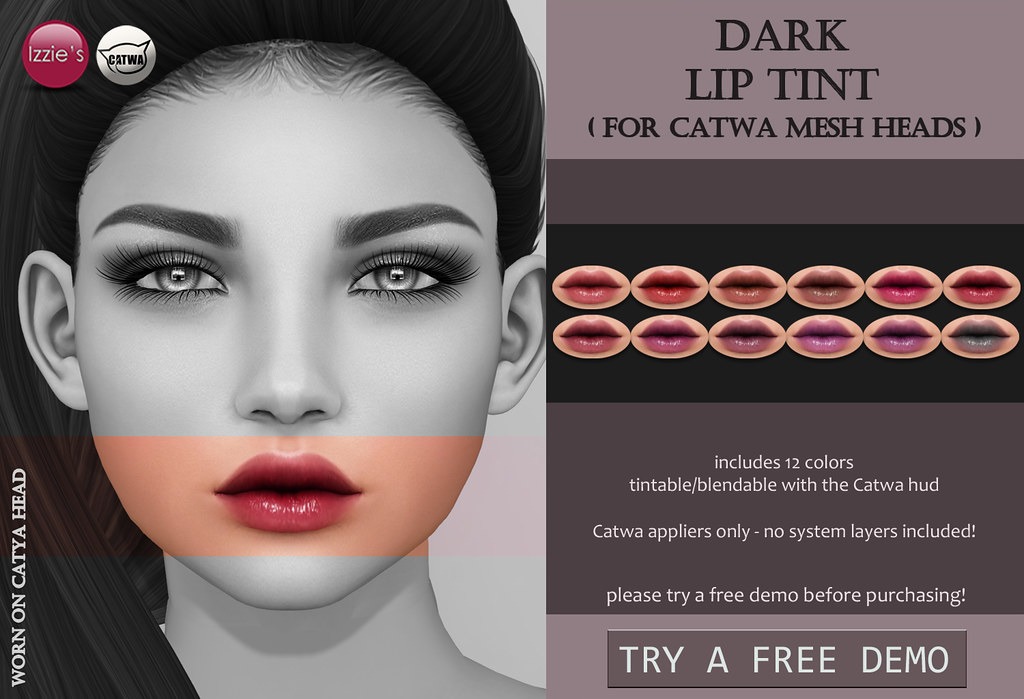 Izzie's
CATWA
DARK
LIP TINT
( FOR CATWA MESH HEADS )
includes 12 colors
tintable/blendable with the Catwa hud
Catwa appliers only - no system layers included!
please try a free demo before purchasing!
TRY A FREE DEMO
WORN ON CATYA HEAD